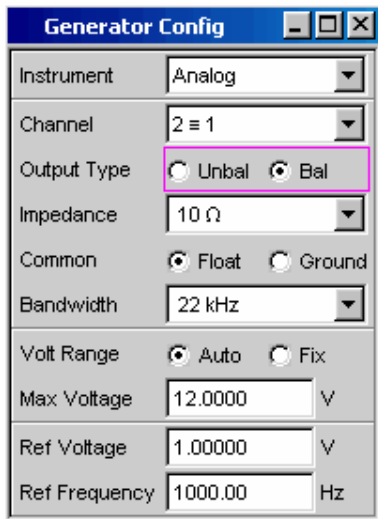 Generator Config
Instrument Analog
Channel 2 ≡ 1
Output Type Unbal Bal
Impedance 10 Ω
Common Float Ground
Bandwidth 22 kHz
Volt Range Auto Fix
Max Voltage 12.0000 V
Ref Voltage 1.00000 V
Ref Frequency 1000.00 Hz